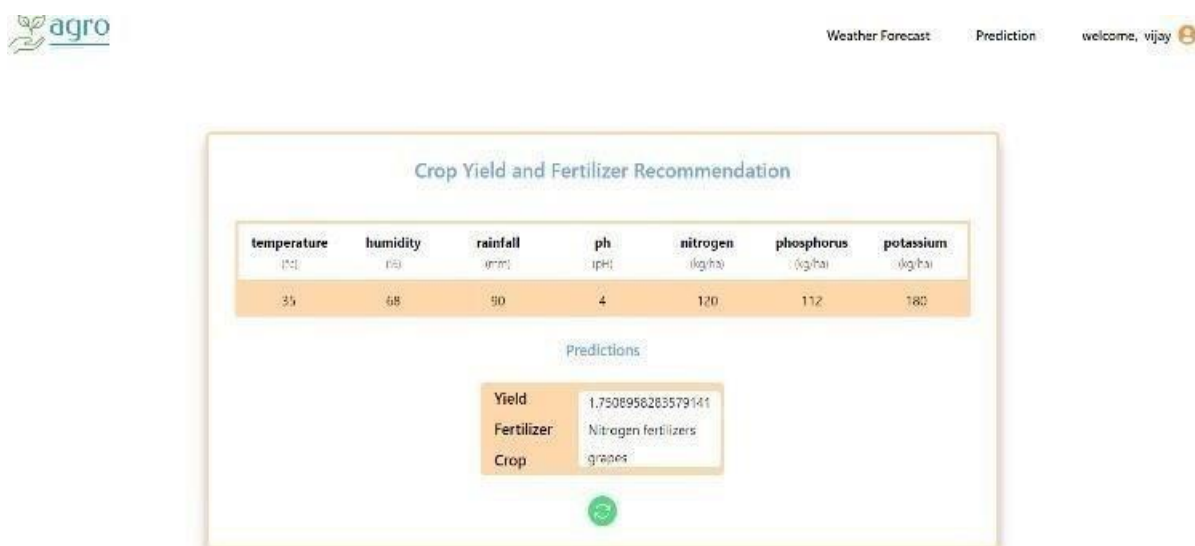 agro
Weather Forecast Prediction welcome, vijay
Crop Yield and Fertilizer Recommendation
temperature humidity rainfall ph nitrogen phosphorus potassium
(°c) (%) (mm) (pH) (kg/ha) (kg/ha) (kg/ha)
35 68 90 4 120 112 180
Predictions
Yield 1.7508958283579141
Fertilizer Nitrogen fertilizers
Crop grapes